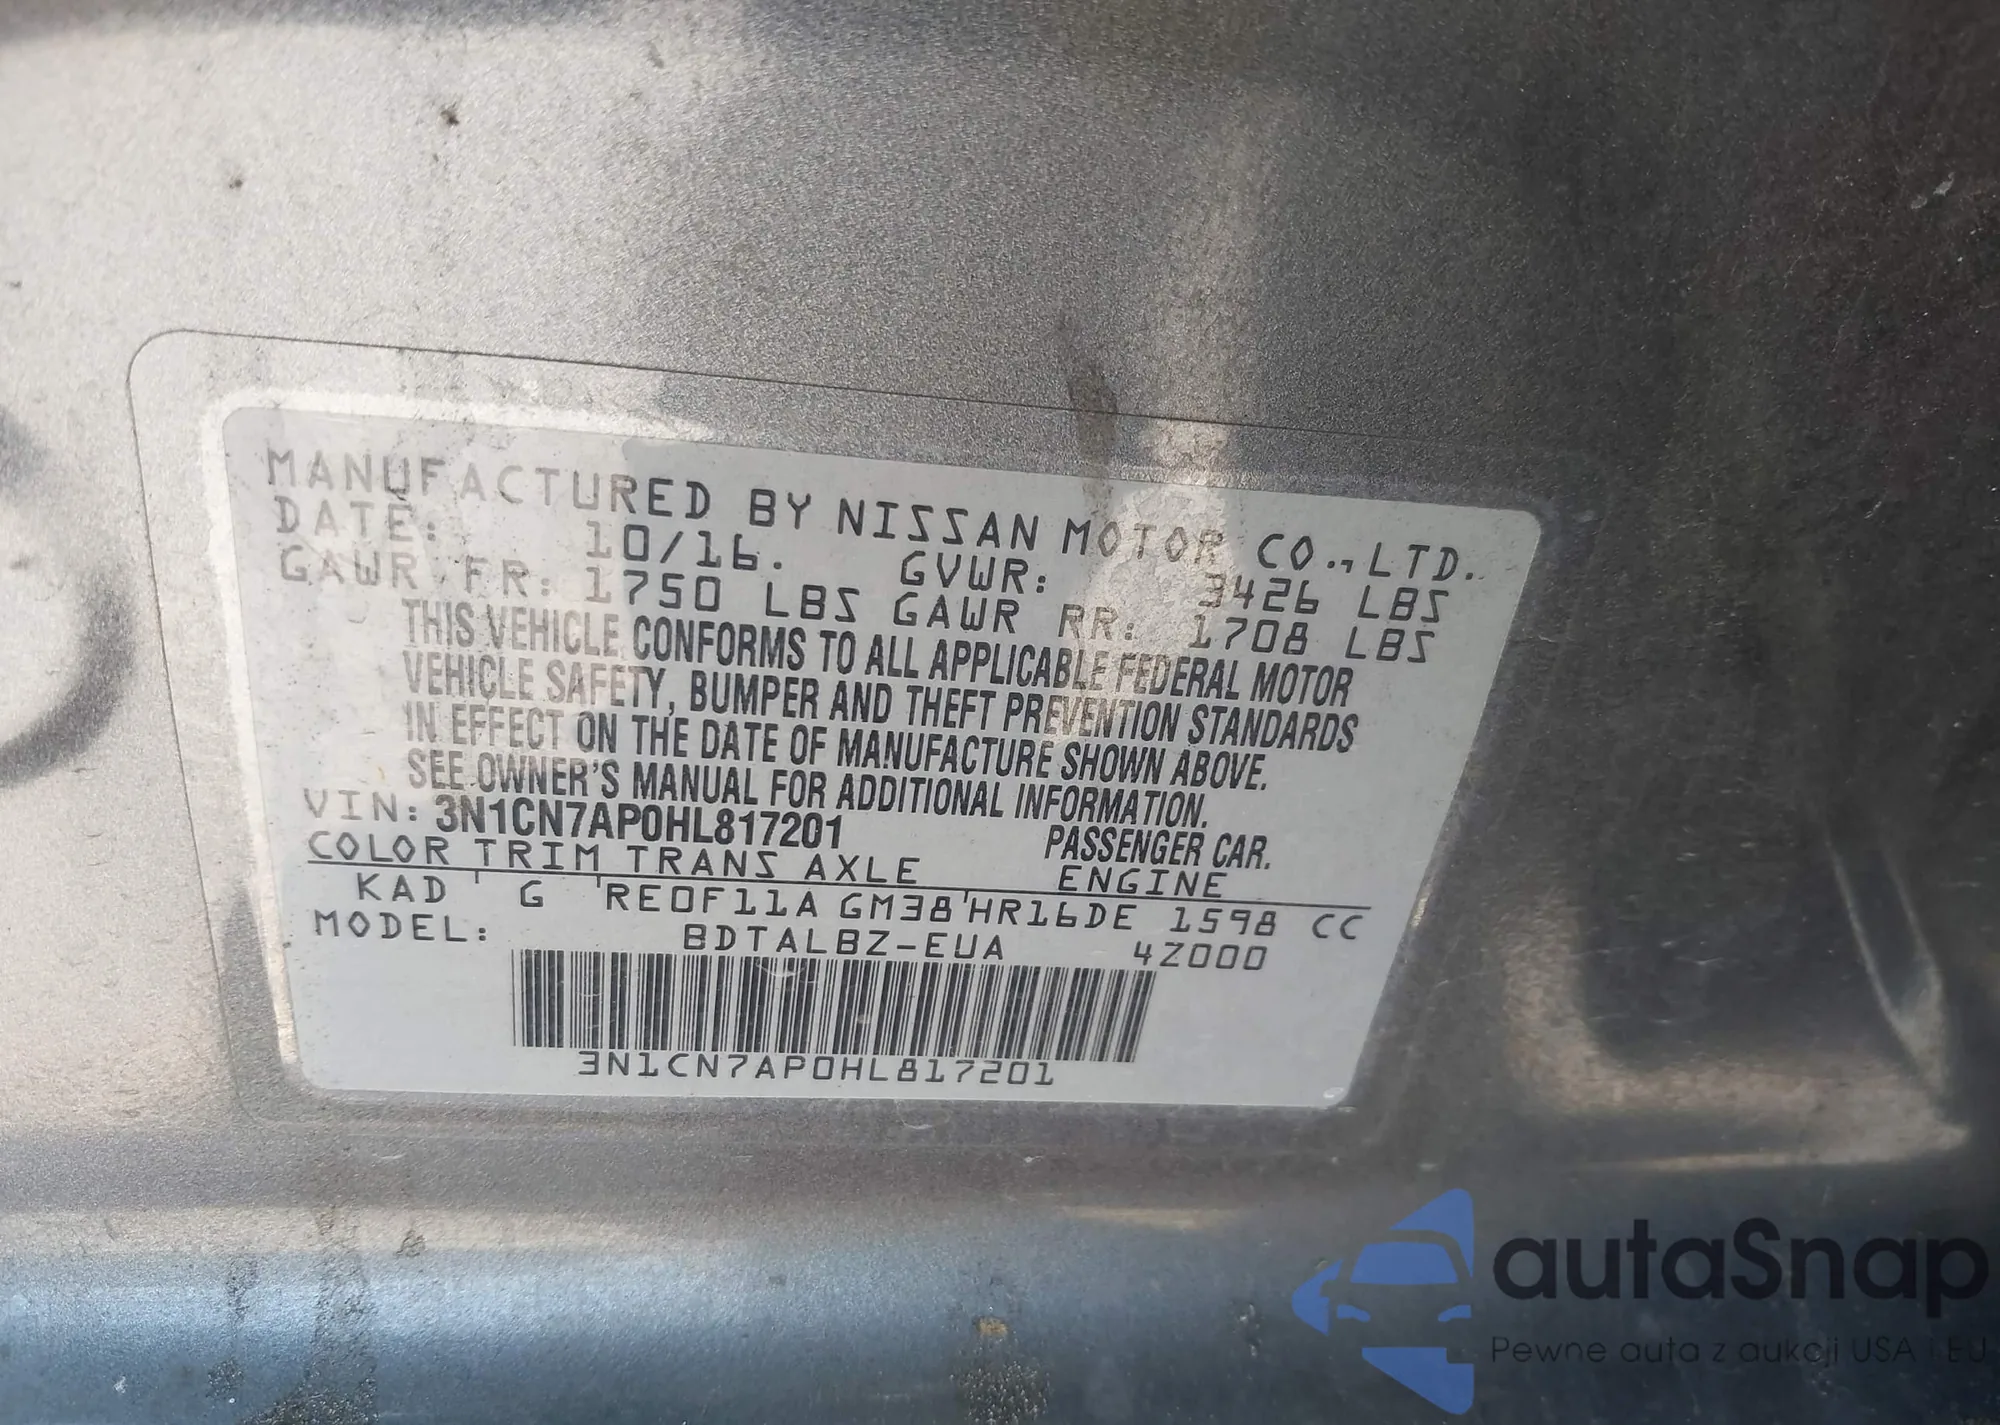 MANUFACTURED BY NISSAN MOTOR CO.,LTD.
DATE: 10/16. GVWR: 3426 LBS
GAWR FR: 1750 LBS GAWR RR: 1708 LBS
THIS VEHICLE CONFORMS TO ALL APPLICABLE FEDERAL MOTOR
VEHICLE SAFETY, BUMPER AND THEFT PREVENTION STANDARDS
IN EFFECT ON THE DATE OF MANUFACTURE SHOWN ABOVE.
SEE OWNER'S MANUAL FOR ADDITIONAL INFORMATION.
VIN: 3N1CN7AP0HL817201 PASSENGER CAR.
COLOR TRIM TRANS AXLE ENGINE
KAD G RE0F11A GM38 HR16DE 1598 CC
MODEL: BDTALBZ-EUA 4Z000
3N1CN7AP0HL817201
autaSnap
Pewne auta z aukcji USA i EU